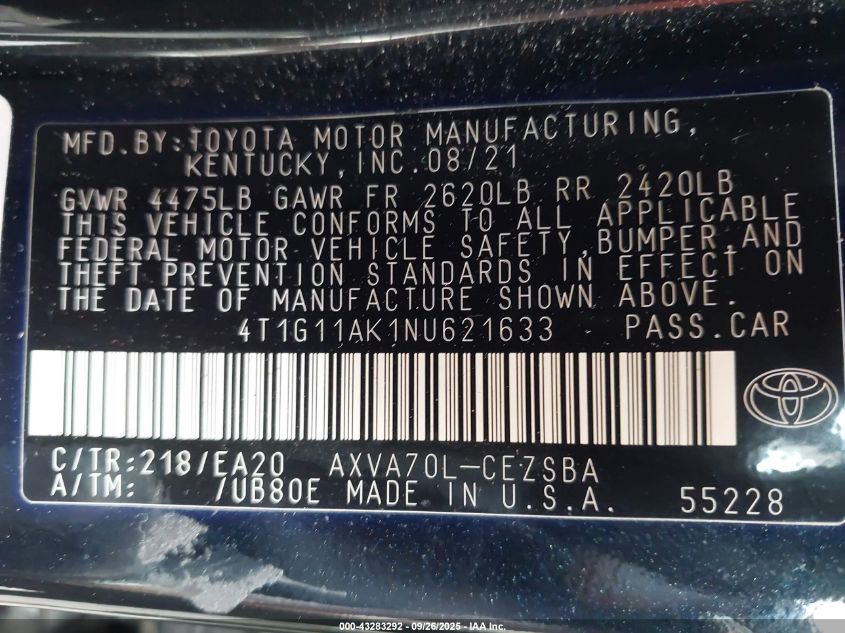 MFD.BY:TOYOTA MOTOR MANUFACTURING,
KENTUCKY,INC.08/21
GVWR 4475LB GAWR FR 2620LB RR 2420LB
THIS VEHICLE CONFORMS TO ALL APPLICABLE
FEDERAL MOTOR VEHICLE SAFETY,BUMPER,AND
THEFT PREVENTION STANDARDS IN EFFECT ON
THE DATE OF MANUFACTURE SHOWN ABOVE.
4T1G11AK1NU621633 PASS.CAR
C/TR:218/EA20 AXVA70L-CEZSBA
A/TM: /UB80E MADE IN U.S.A. 55228
000-43283292 - 09/26/2025 - IAA Inc.